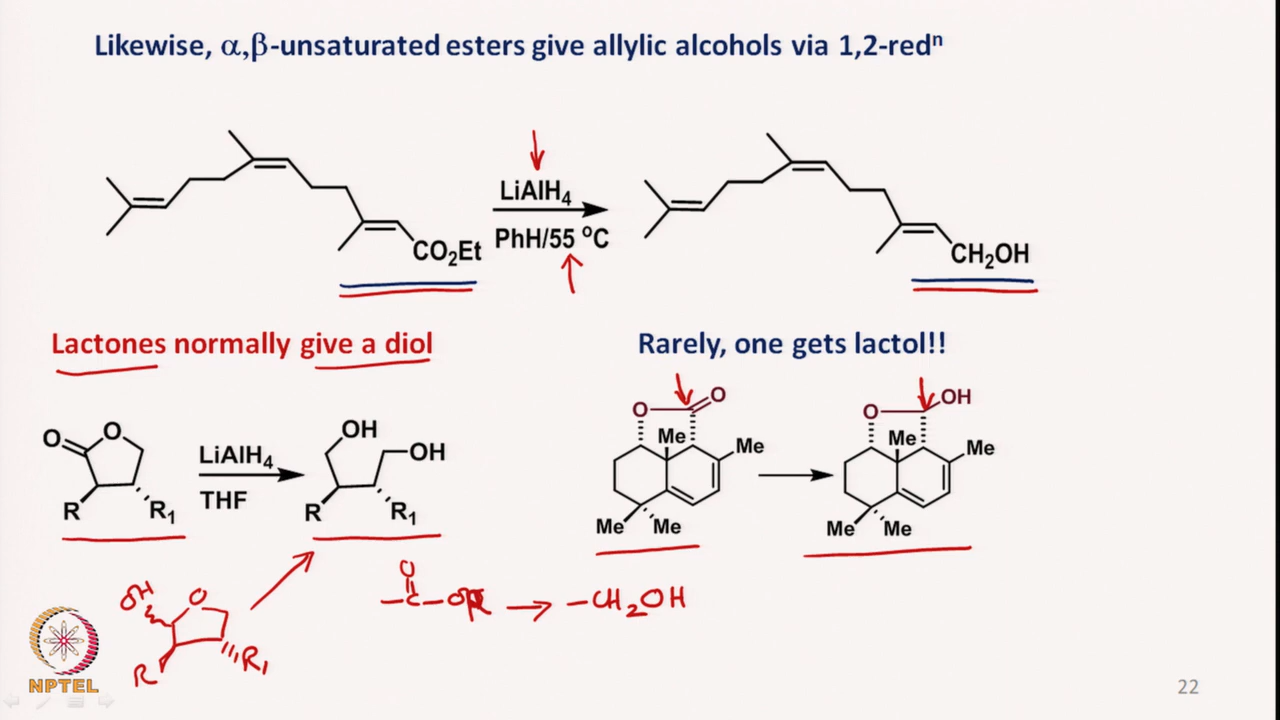 Likewise, α,β-unsaturated esters give allylic alcohols via 1,2-redⁿ
LiAlH₄
PhH/55 ⁰C
CO₂Et
CH₂OH
Lactones normally give a diol
Rarely, one gets lactol!!
O O
LiAlH₄
THF
R R₁
OH
OH
R R₁
O O
Me
Me
Me Me
O OH
Me
Me
Me Me
OH O
R R₁
O
-C-OR → -CH₂OH
NPTEL
22